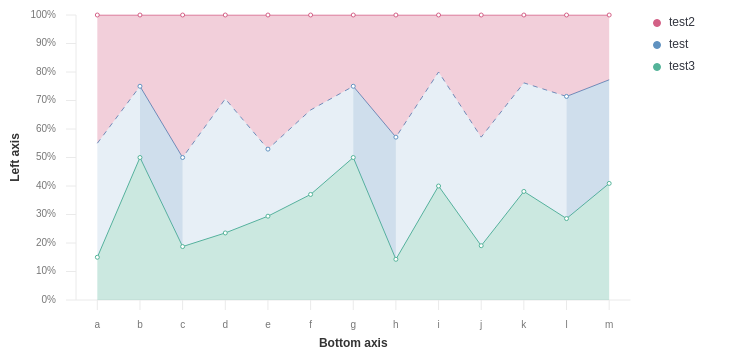 100%
90%
80%
70%
60%
50%
40%
30%
20%
10%
0%
Left axis
a b c d e f g h i j k l m
Bottom axis
test2
test
test3